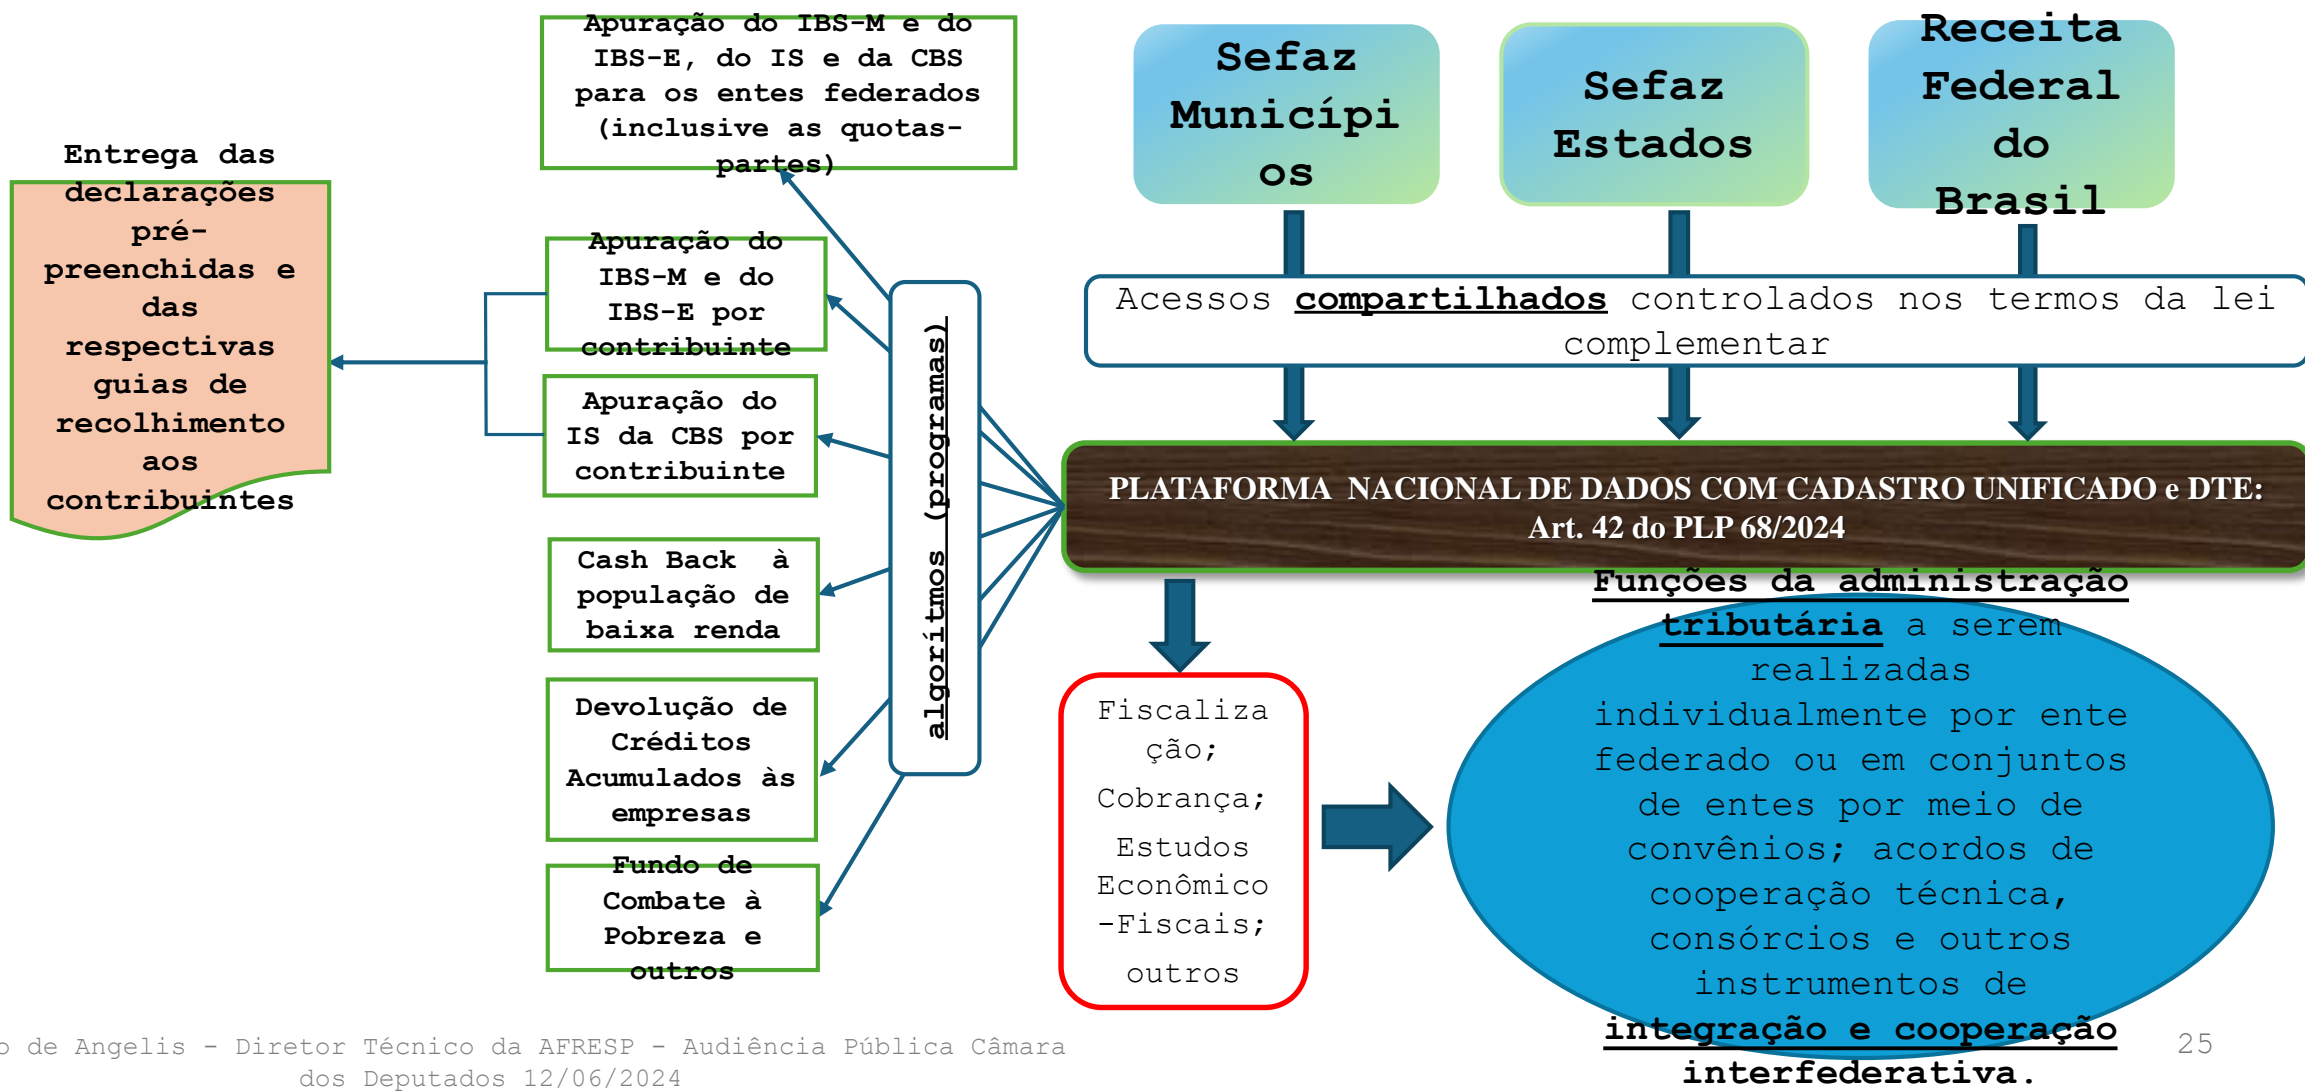 Entrega das
declarações
pré-
preenchidas e
das
respectivas
guias de
recolhimento
aos
contribuintes
Apuração do IBS-M e do
IBS-E, do IS e da CBS
para os entes federados
(inclusive as quotas-
partes)
Apuração do
IBS-M e do
IBS-E por
contribuinte
Apuração do
IS da CBS por
contribuinte
Cash Back à
população de
baixa renda
Devolução de
Créditos
Acumulados às
empresas
Fundo de
Combate à
Pobreza e
outros
algorítmos (programas)
Sefaz
Municípi
os
Sefaz
Estados
Receita
Federal
do
Brasil
Acessos compartilhados controlados nos termos da lei
complementar
PLATAFORMA NACIONAL DE DADOS COM CADASTRO UNIFICADO e DTE:
Art. 42 do PLP 68/2024
Fiscaliza
ção;
Cobrança;
Estudos
Econômico
-Fiscais;
outros
Funções da administração
tributária a serem
realizadas
individualmente por ente
federado ou em conjuntos
de entes por meio de
convênios; acordos de
cooperação técnica,
consórcios e outros
instrumentos de
integração e cooperação
interfederativa.
o de Angelis - Diretor Técnico da AFRESP - Audiência Pública Câmara
dos Deputados 12/06/2024
25